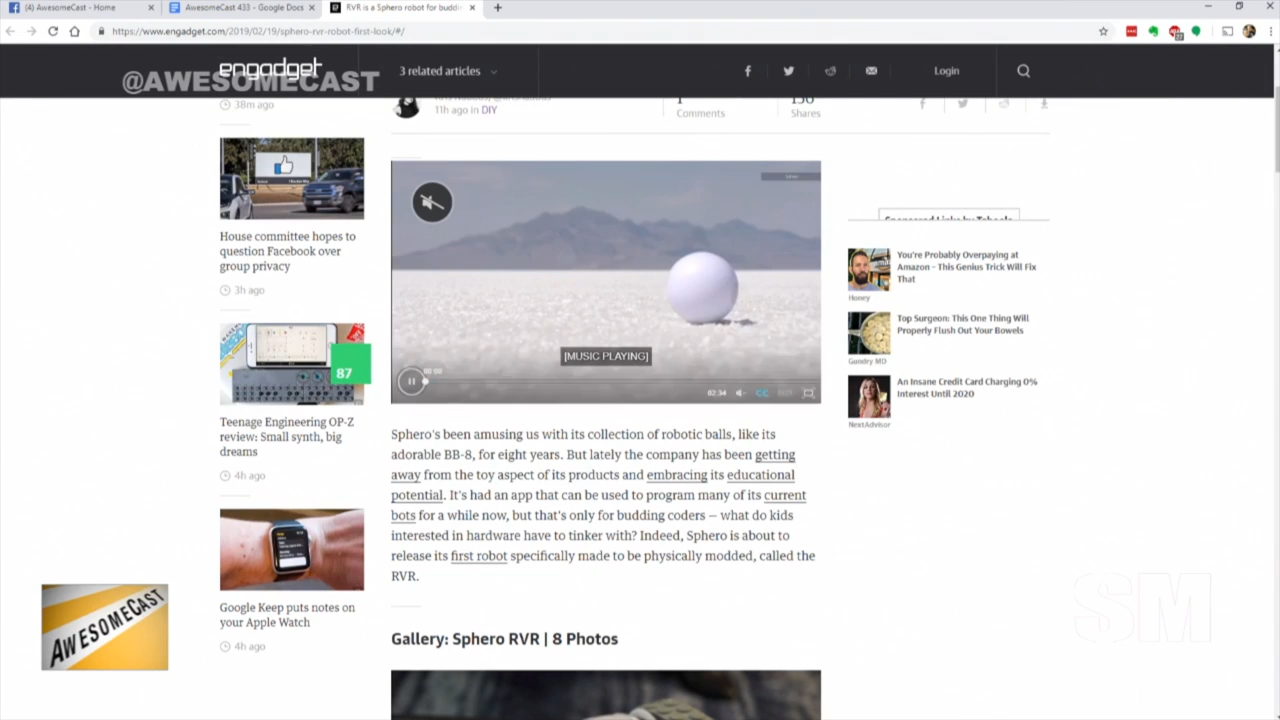 (4) AwesomeCast - Home
AwesomeCast 433 - Google Docs
RVR is a Sphero robot for buddin
https://www.engadget.com/2019/02/19/sphero-rvr-robot-first-look/#/
engadget
@AWESOMECAST
3 related articles
Login
38m ago
11h ago in DIY
1
Comments
Shares
House committee hopes to
question Facebook over
group privacy
3h ago
87
Teenage Engineering OP-Z
review: Small synth, big
dreams
4h ago
Google Keep puts notes on
your Apple Watch
4h ago
AWESOMECAST
[MUSIC PLAYING]
00:00
02:34
CC
Sphero's been amusing us with its collection of robotic balls, like its
adorable BB-8, for eight years. But lately the company has been getting
away from the toy aspect of its products and embracing its educational
potential. It's had an app that can be used to program many of its current
bots for a while now, but that's only for budding coders — what do kids
interested in hardware have to tinker with? Indeed, Sphero is about to
release its first robot specifically made to be physically modded, called the
RVR.
Gallery: Sphero RVR | 8 Photos
You're Probably Overpaying at
Amazon – This Genius Trick Will Fix
That
Honey
Top Surgeon: This One Thing Will
Properly Flush Out Your Bowels
Gundry MD
An Insane Credit Card Charging 0%
Interest Until 2020
NextAdvisor
SM